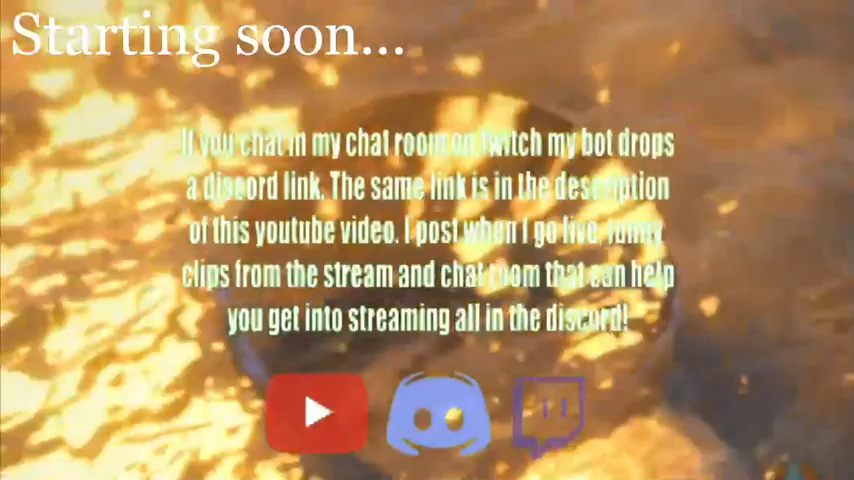 Starting soon...
If you chat in my chat room on twitch my bot drops
a discord link. The same link is in the description
of this youtube video. I post when I go live, funny
clips from the stream and chat room that can help
you get into streaming all in the discord!